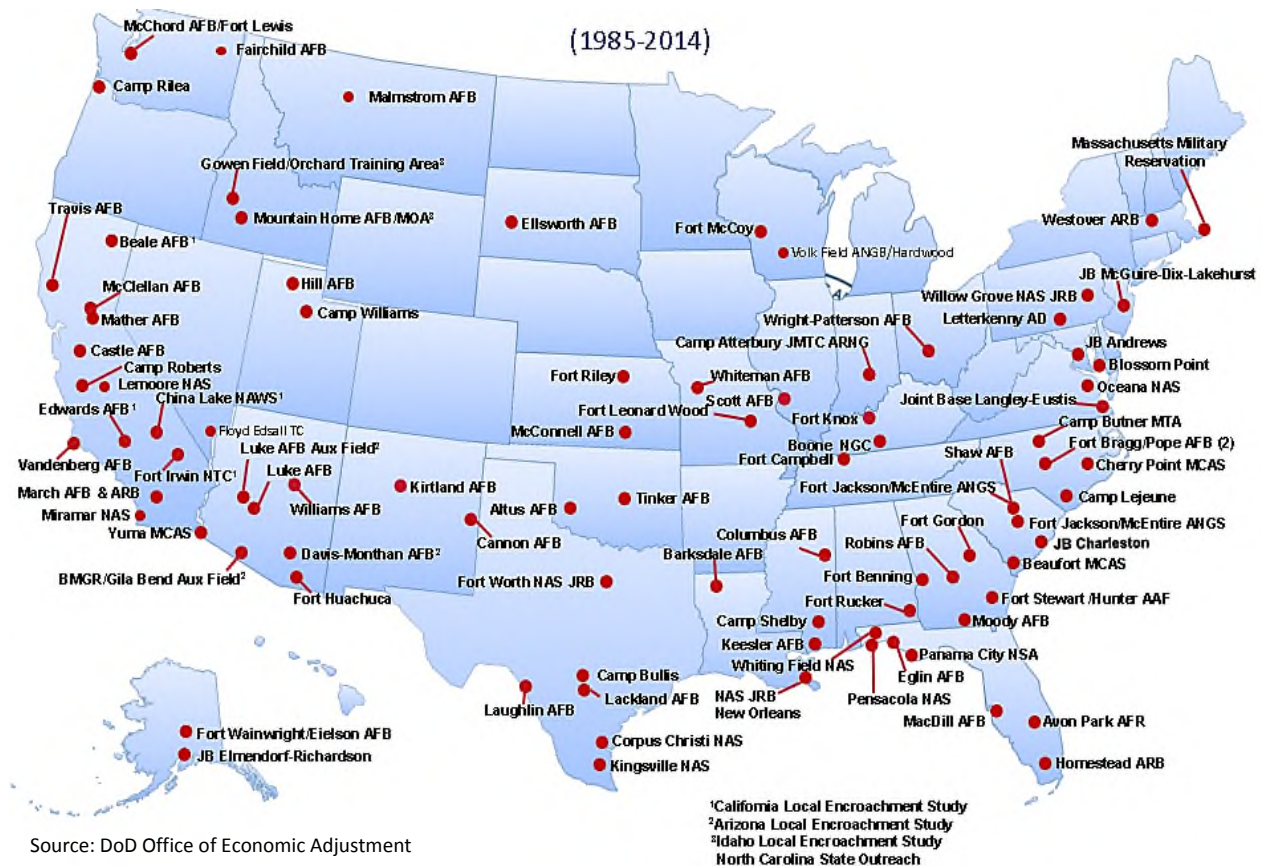 (1985-2014)
McChord AFB/Fort Lewis
Fairchild AFB
Camp Rilea
Malmstrom AFB
Massachusetts Military
Reservation
Gowen Field/Orchard Training Area³
Travis AFB
Mountain Home AFB/MOA³
Ellsworth AFB
Fort McCoy
Westover ARB
Beale AFB¹
Volk Field ANGB/Hardwood
McClellan AFB
Hill AFB
JB McGuire-Dix-Lakehurst
Willow Grove NAS JRB
Mather AFB
Camp Williams
Wright-Patterson AFB
Letterkenny AD
Castle AFB
Camp Atterbury JMTC ARNG
JB Andrews
Camp Roberts
Blossom Point
Lemoore NAS
Fort Riley
Whiteman AFB
Oceana NAS
China Lake NAWS¹
Scott AFB
Joint Base Langley-Eustis
Edwards AFB¹
Fort Leonard Wood
Fort Knox
Camp Butner MTA
Floyd Edsall TC
McConnell AFB
Boone NGC
Fort Bragg/Pope AFB (2)
Luke AFB Aux Field²
Fort Campbell
Shaw AFB
Vandenberg AFB
Luke AFB
Cherry Point MCAS
Fort Irwin NTC¹
Kirtland AFB
Fort Jackson/McEntire ANGS
March AFB & ARB
Tinker AFB
Camp Lejeune
Williams AFB
Altus AFB
Miramar NAS
Fort Gordon
Fort Jackson/McEntire ANGS
Yuma MCAS
Cannon AFB
Columbus AFB
Robins AFB
JB Charleston
Davis-Monthan AFB²
Barksdale AFB
Beaufort MCAS
BMGR/Gila Bend Aux Field²
Fort Worth NAS JRB
Fort Benning
Fort Huachuca
Fort Rucker
Fort Stewart /Hunter AAF
Camp Shelby
Moody AFB
Keesler AFB
Panama City NSA
Whiting Field NAS
Camp Bullis
Eglin AFB
Lackland AFB
NAS JRB
New Orleans
Pensacola NAS
Laughlin AFB
MacDill AFB
Avon Park AFR
Fort Wainwright/Eielson AFB
Corpus Christi NAS
JB Elmendorf-Richardson
Kingsville NAS
Homestead ARB
¹California Local Encroachment Study
²Arizona Local Encroachment Study
³Idaho Local Encroachment Study
North Carolina State Outreach
Source: DoD Office of Economic Adjustment